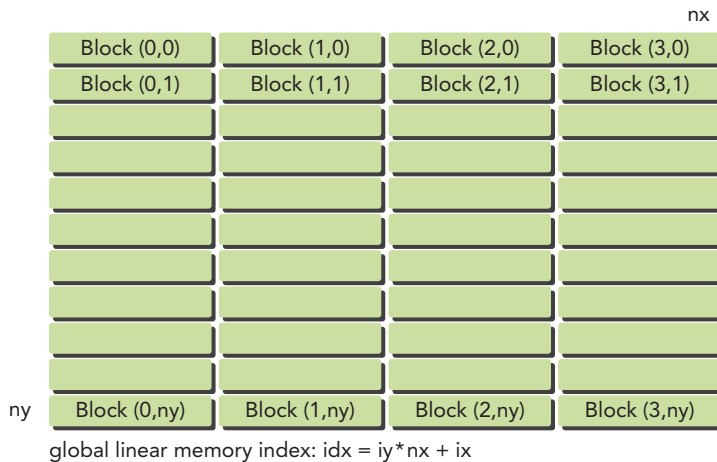 nx
Block (0,0) Block (1,0) Block (2,0) Block (3,0)
Block (0,1) Block (1,1) Block (2,1) Block (3,1)
ny Block (0,ny) Block (1,ny) Block (2,ny) Block (3,ny)
global linear memory index: idx = iy*nx + ix